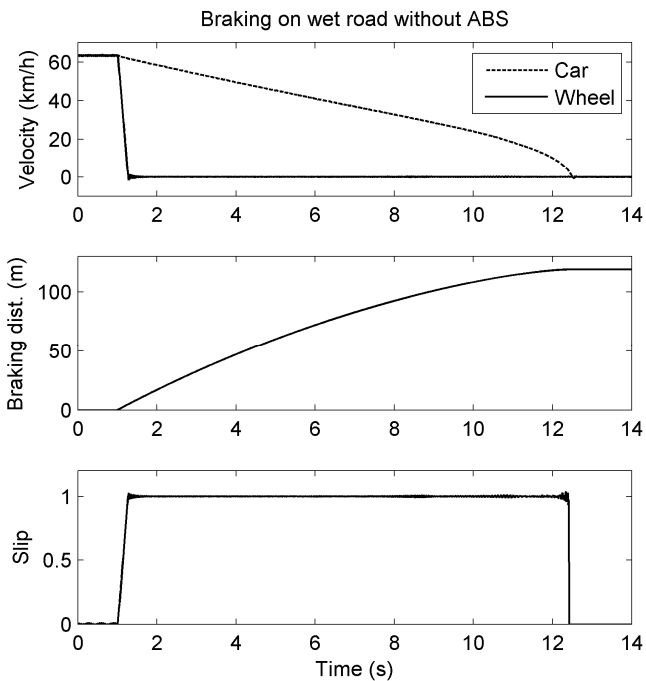 Braking on wet road without ABS
Velocity (km/h)
60
40
20
0
Car
Wheel
0 2 4 6 8 10 12 14
Braking dist. (m)
100
50
0
0 2 4 6 8 10 12 14
Slip
1
0.5
0
0 2 4 6 8 10 12 14
Time (s)